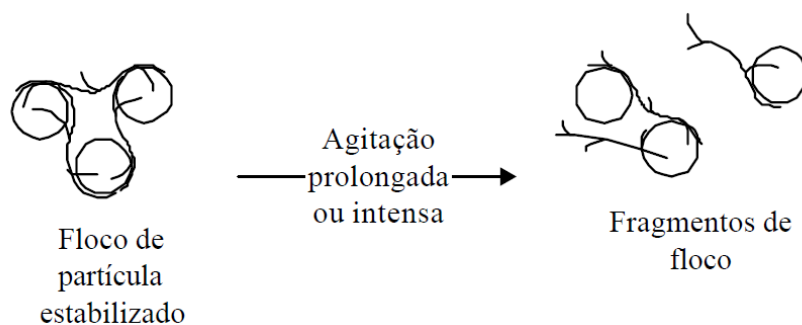 Floco de
partícula
estabilizado
Agitação
prolongada
ou intensa
Fragmentos de
floco